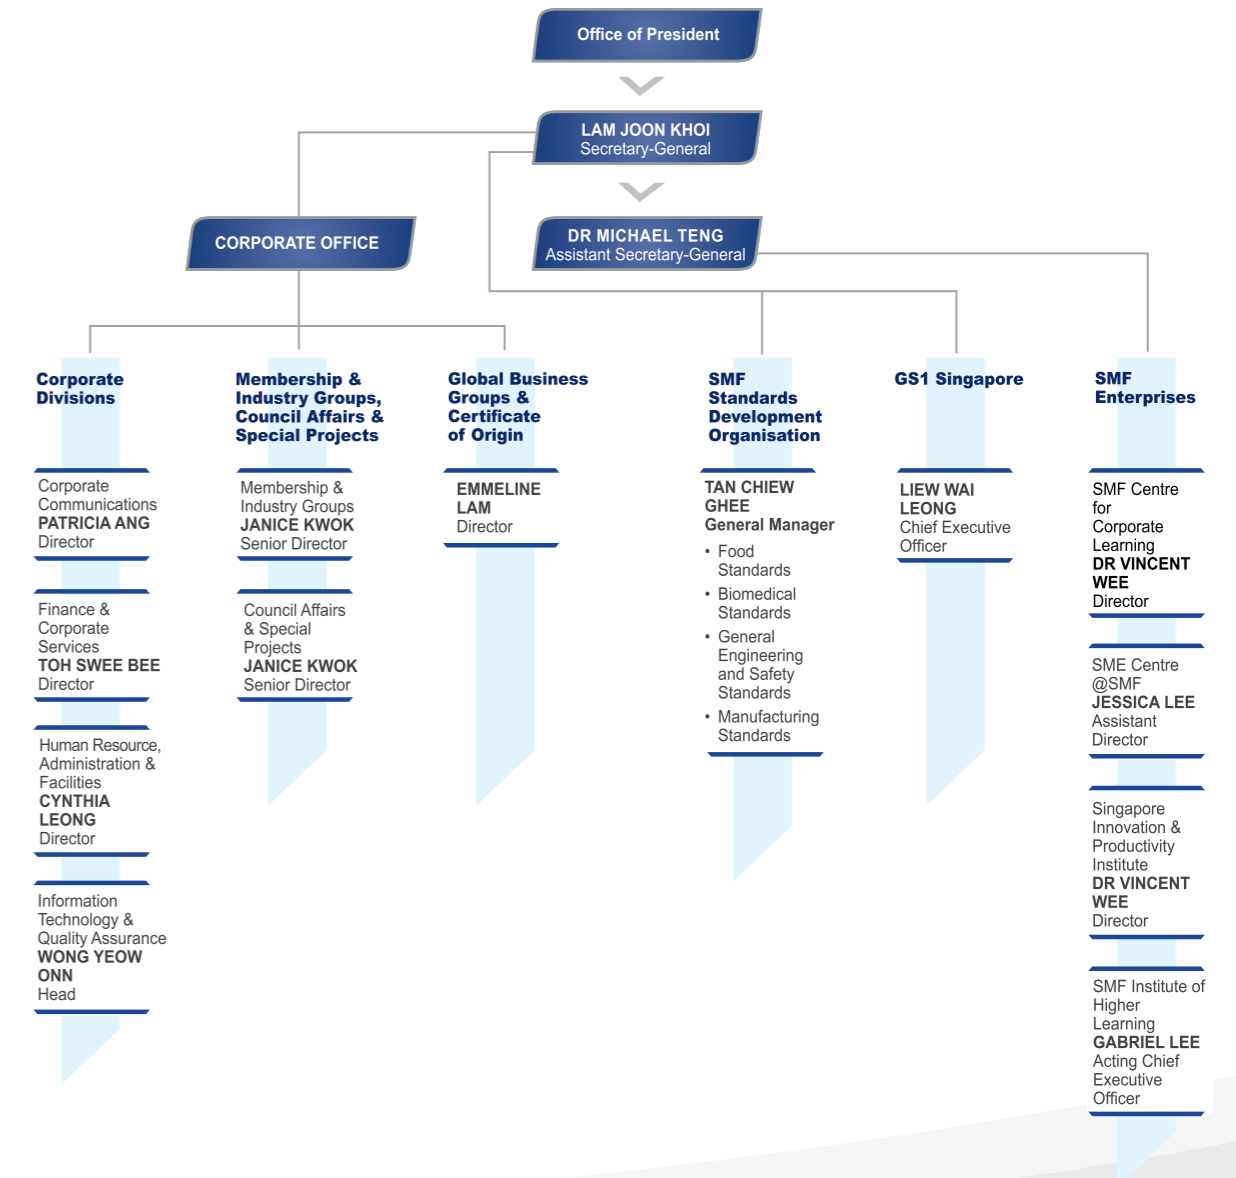 Office of President
LAM JOON KHOI
Secretary-General
CORPORATE OFFICE
DR MICHAEL TENG
Assistant Secretary-General
Corporate
Divisions
Corporate
Communications
PATRICIA ANG
Director
Finance &
Corporate
Services
TOH SWEE BEE
Director
Human Resource,
Administration &
Facilities
CYNTHIA
LEONG
Director
Information
Technology &
Quality Assurance
WONG YEOW
ONN
Head
Membership &
Industry Groups,
Council Affairs &
Special Projects
Membership &
Industry Groups
JANICE KWOK
Senior Director
Council Affairs
& Special
Projects
JANICE KWOK
Senior Director
Global Business
Groups &
Certificate
of Origin
EMMELINE
LAM
Director
SMF
Standards
Development
Organisation
TAN CHIEW
GHEE
General Manager
• Food
Standards
• Biomedical
Standards
• General
Engineering
and Safety
Standards
• Manufacturing
Standards
GS1 Singapore
LIEW WAI
LEONG
Chief Executive
Officer
SMF
Enterprises
SMF Centre
for
Corporate
Learning
DR VINCENT
WEE
Director
SME Centre
@SMF
JESSICA LEE
Assistant
Director
Singapore
Innovation &
Productivity
Institute
DR VINCENT
WEE
Director
SMF Institute of
Higher
Learning
GABRIEL LEE
Acting Chief
Executive
Officer